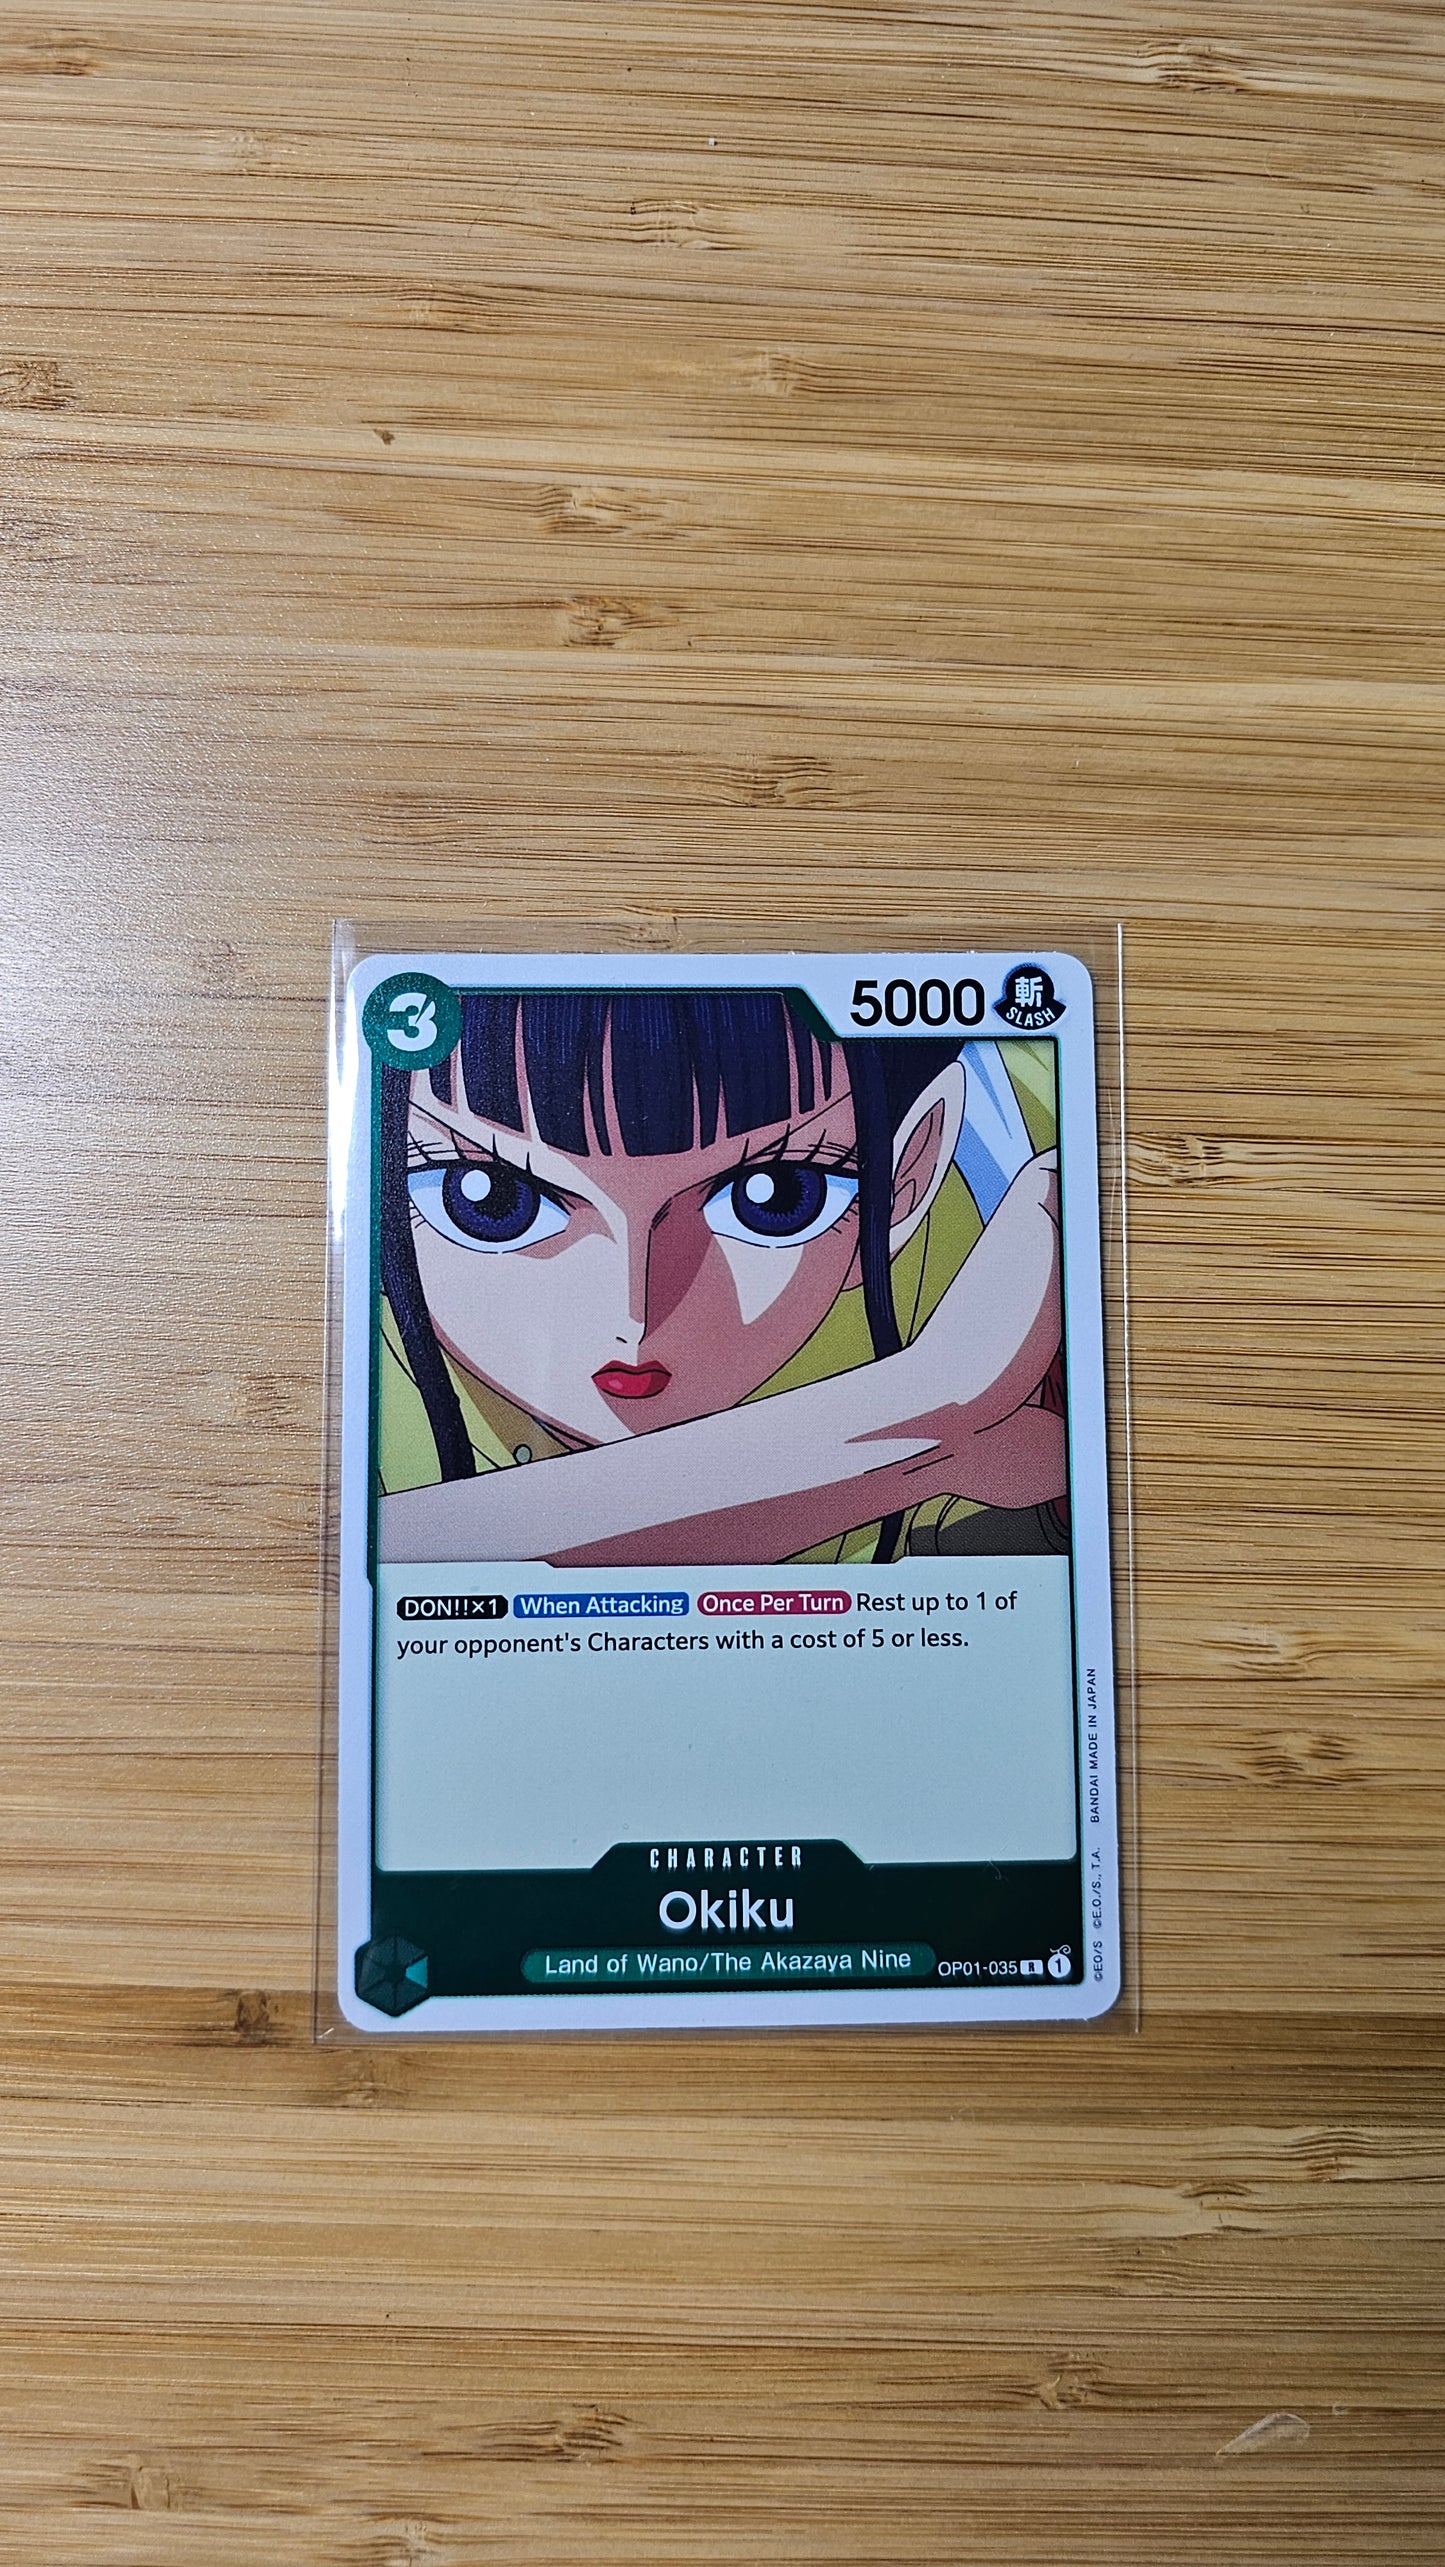 3
5000
斬
SLASH
DON!!×1 When Attacking Once Per Turn Rest up to 1 of
your opponent's Characters with a cost of 5 or less.
CHARACTER
Okiku
Land of Wano/The Akazaya Nine
OP01-035 R 1
©EO/S ©E.O./S., T.A. BANDAI MADE IN JAPAN